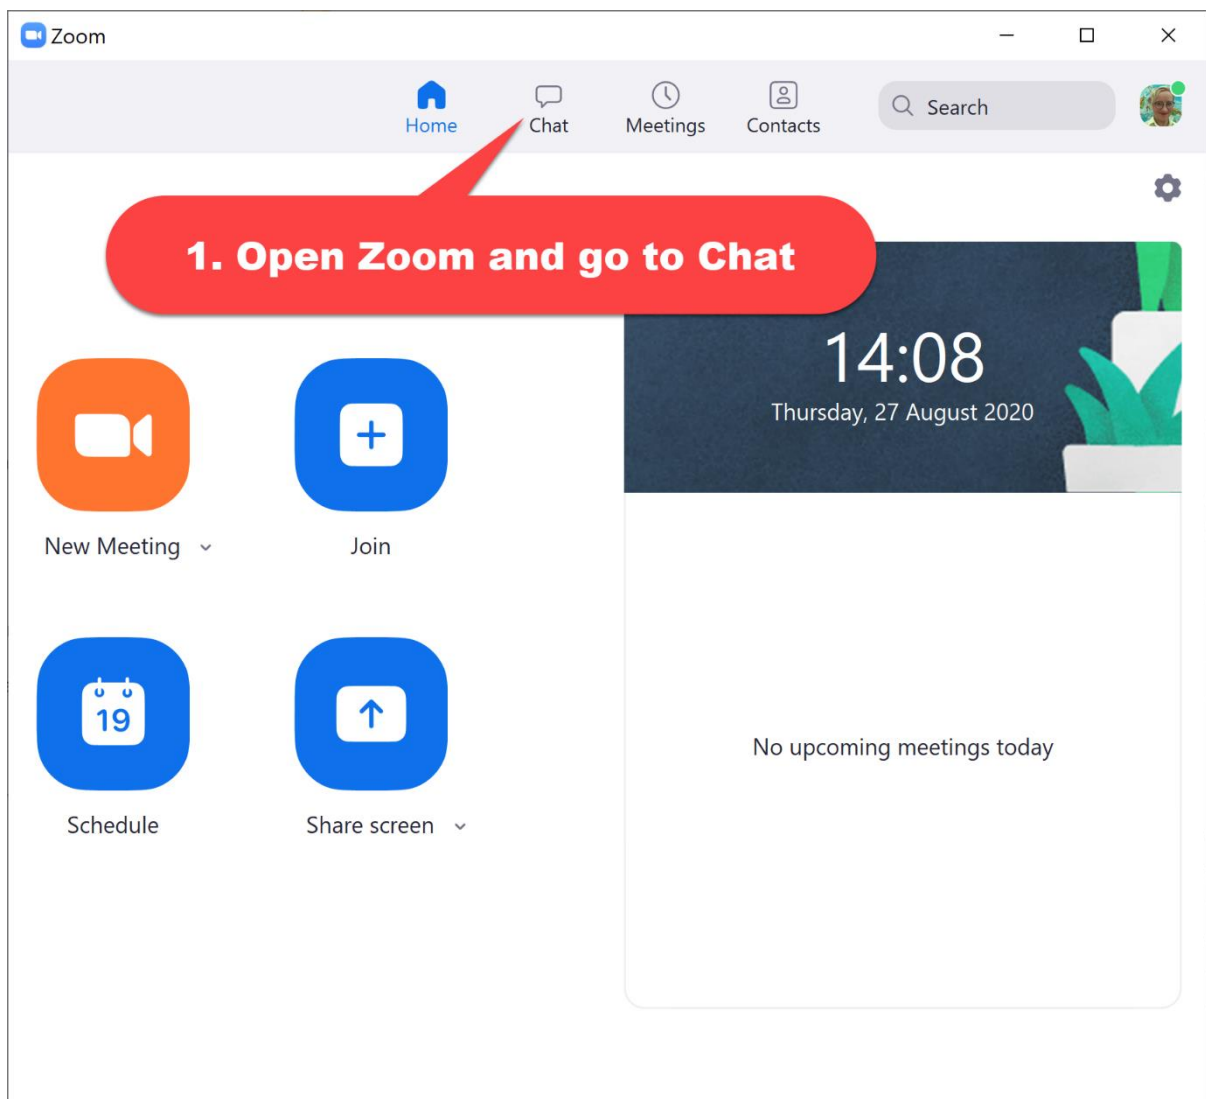 Zoom
Home
Chat
Meetings
Contacts
Search
1. Open Zoom and go to Chat
14:08
Thursday, 27 August 2020
New Meeting
Join
19
Schedule
Share screen
No upcoming meetings today